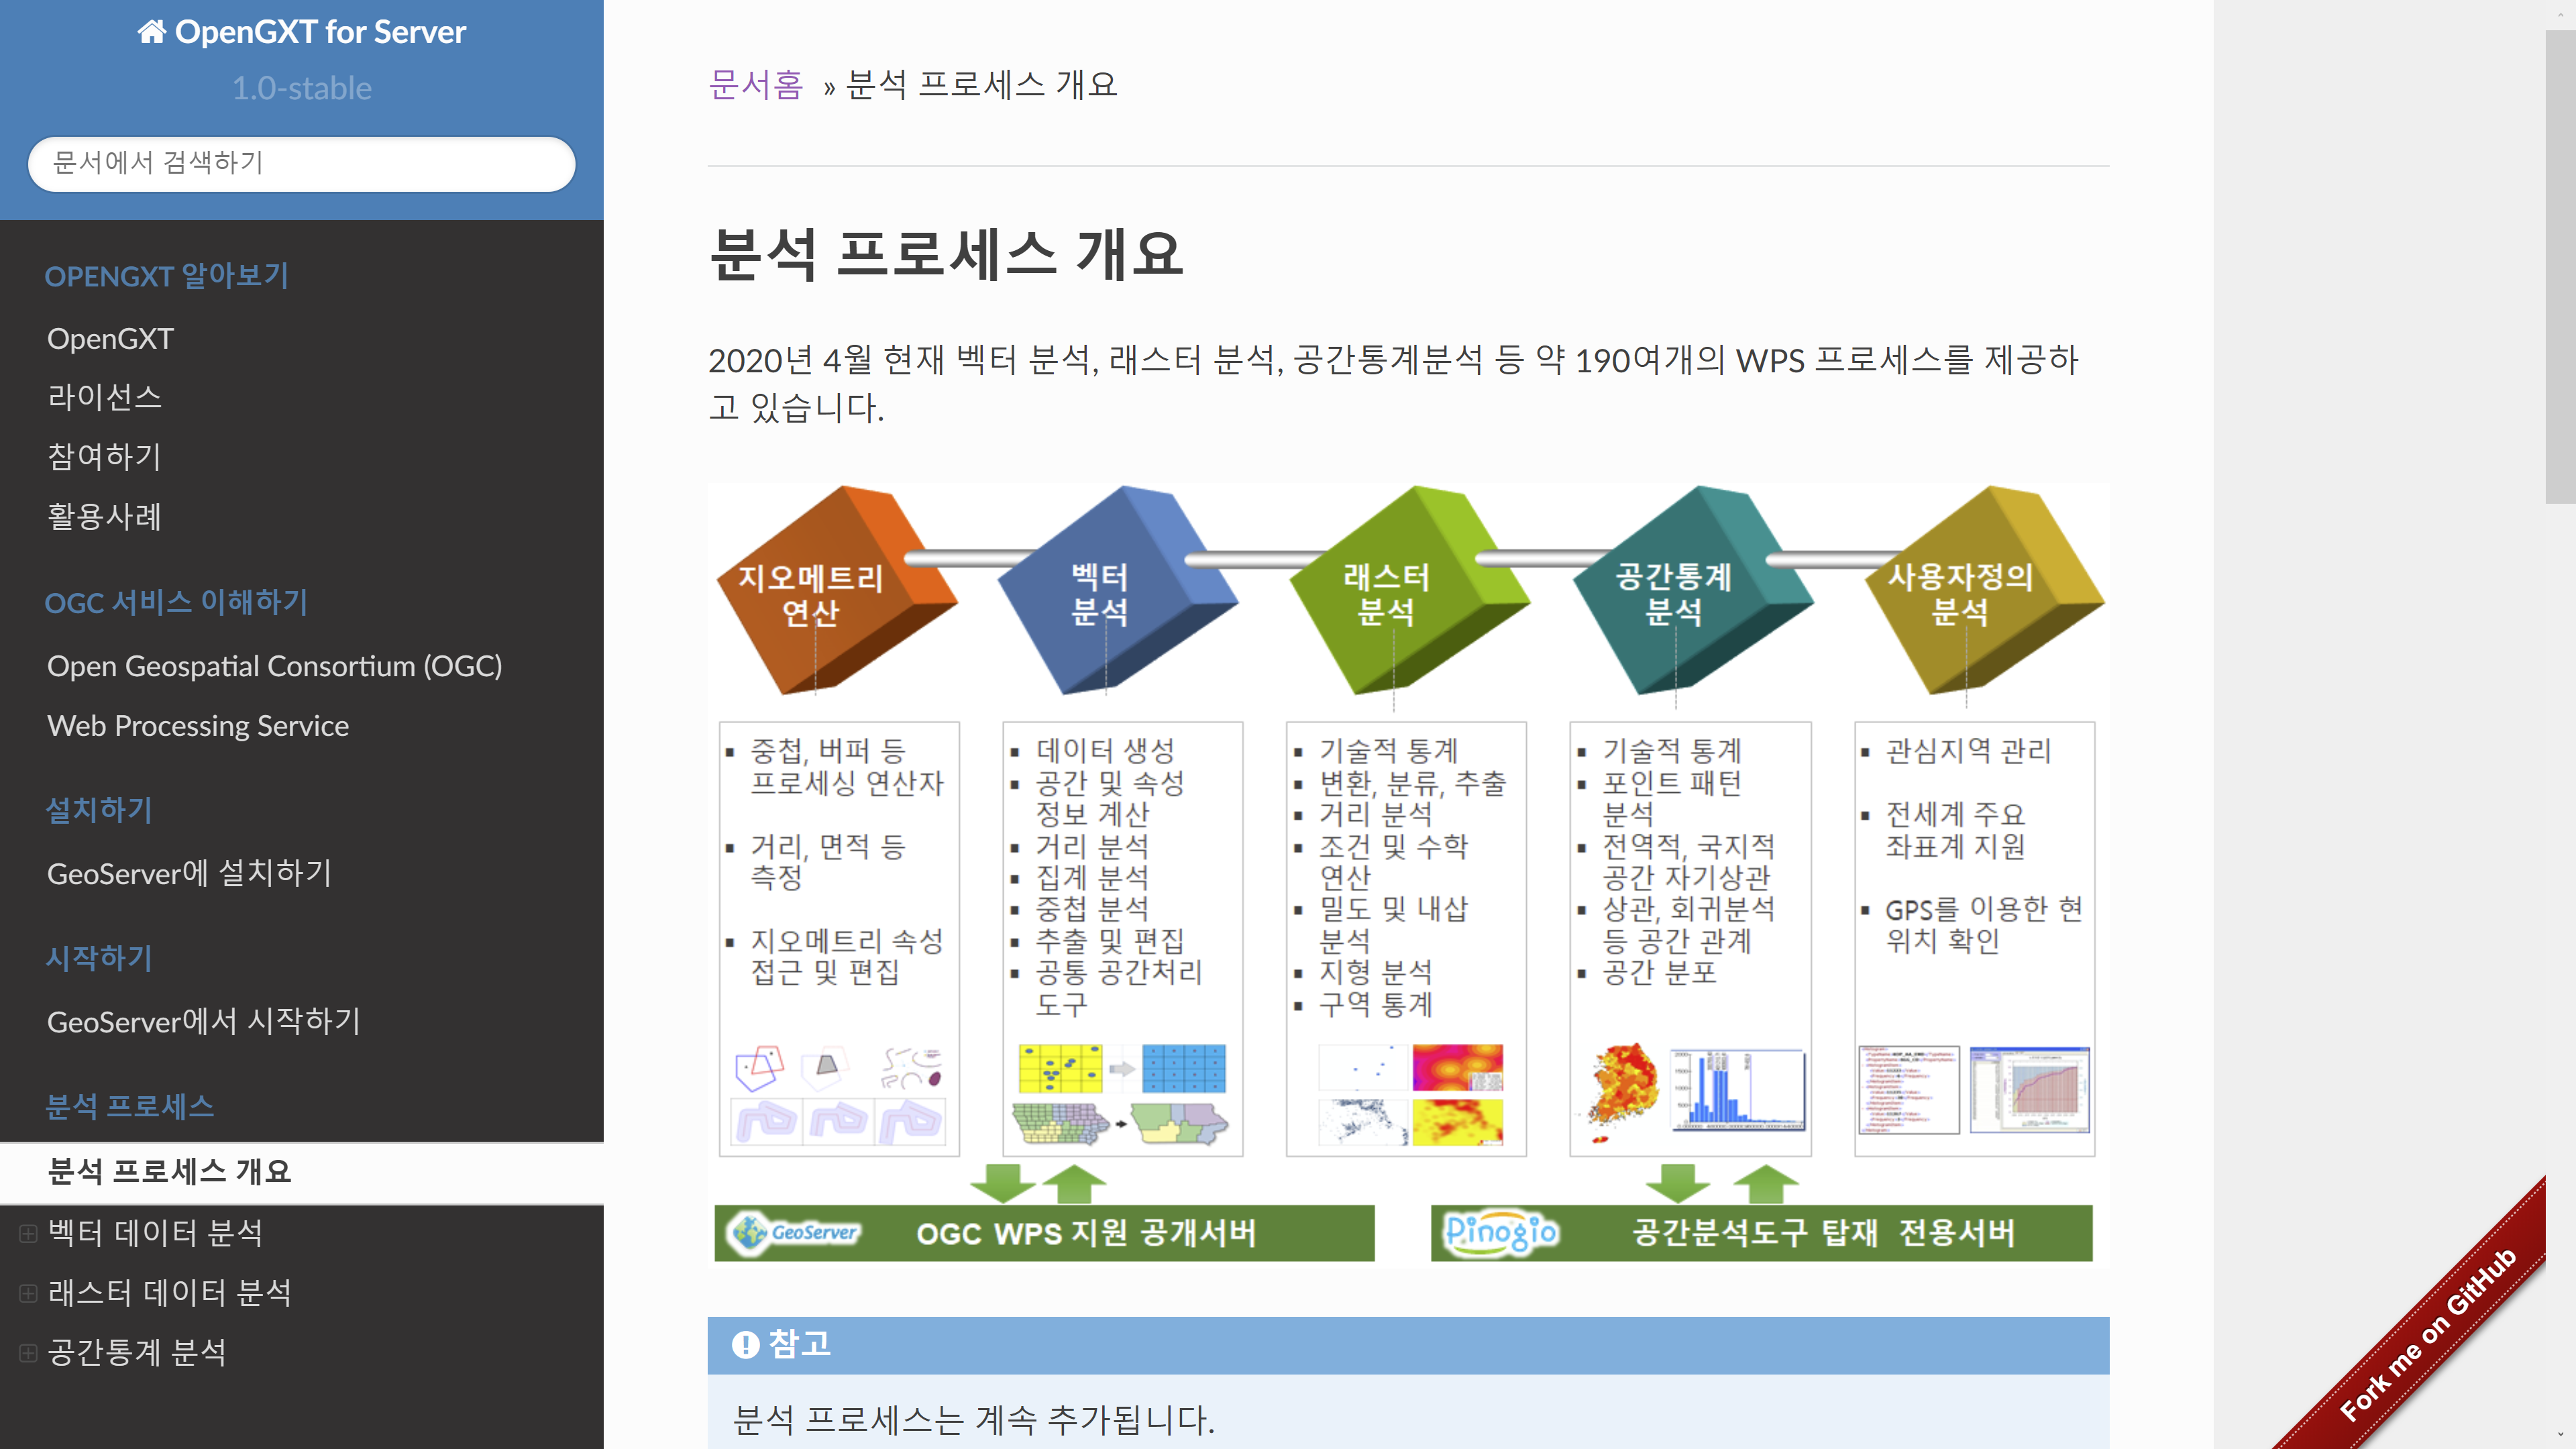 OpenGXT for Server
1.0-stable
문서에서 검색하기
OPENGXT 알아보기
OpenGXT
라이선스
참여하기
활용사례
OGC 서비스 이해하기
Open Geospatial Consortium (OGC)
Web Processing Service
설치하기
GeoServer에 설치하기
시작하기
GeoServer에서 시작하기
분석 프로세스
분석 프로세스 개요
벡터 데이터 분석
래스터 데이터 분석
공간통계 분석
문서홈 » 분석 프로세스 개요
분석 프로세스 개요
2020년 4월 현재 벡터 분석, 래스터 분석, 공간통계분석 등 약 190여개의 WPS 프로세스를 제공하
고 있습니다.
지오메트리
연산
벡터
분석
래스터
분석
공간통계
분석
사용자정의
분석
▪ 중첩, 버퍼 등
프로세싱 연산자
▪ 거리, 면적 등
측정
▪ 지오메트리 속성
접근 및 편집
▪ 데이터 생성
▪ 공간 및 속성
정보 계산
▪ 거리 분석
▪ 집계 분석
▪ 중첩 분석
▪ 추출 및 편집
▪ 공통 공간처리
도구
▪ 기술적 통계
▪ 변환, 분류, 추출
▪ 거리 분석
▪ 조건 및 수학
연산
▪ 밀도 및 내삽
분석
▪ 지형 분석
▪ 구역 통계
▪ 기술적 통계
▪ 포인트 패턴
분석
▪ 전역적, 국지적
공간 자기상관
▪ 상관, 회귀분석
등 공간 관계
▪ 공간 분포
▪ 관심지역 관리
▪ 전세계 주요
좌표계 지원
▪ GPS를 이용한 현
위치 확인
GeoServer OGC WPS 지원 공개서버
Pinogio 공간분석도구 탑재 전용서버
참고
분석 프로세스는 계속 추가됩니다.
Fork me on GitHub